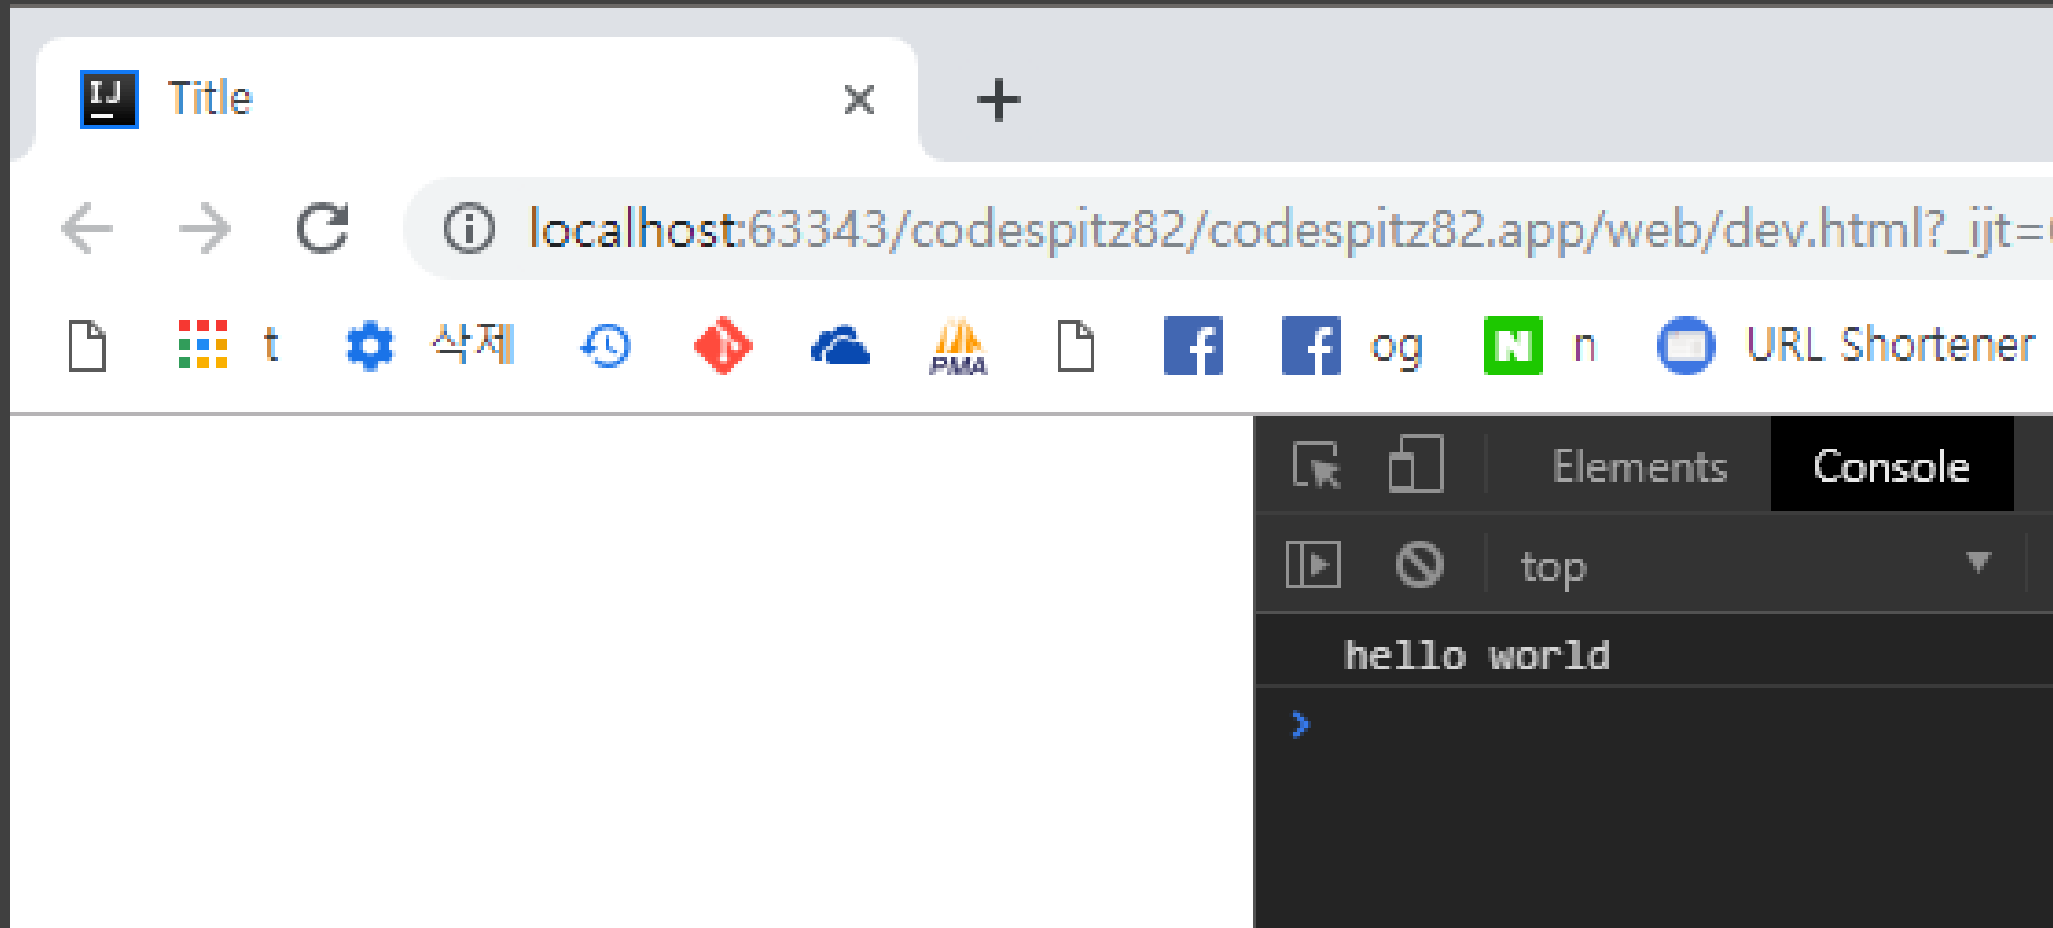 IJ Title
localhost:63343/codespitz82/codespitz82.app/web/dev.html?_ijt=
t 삭제 PMA og N n URL Shortener
Elements Console
top
hello world